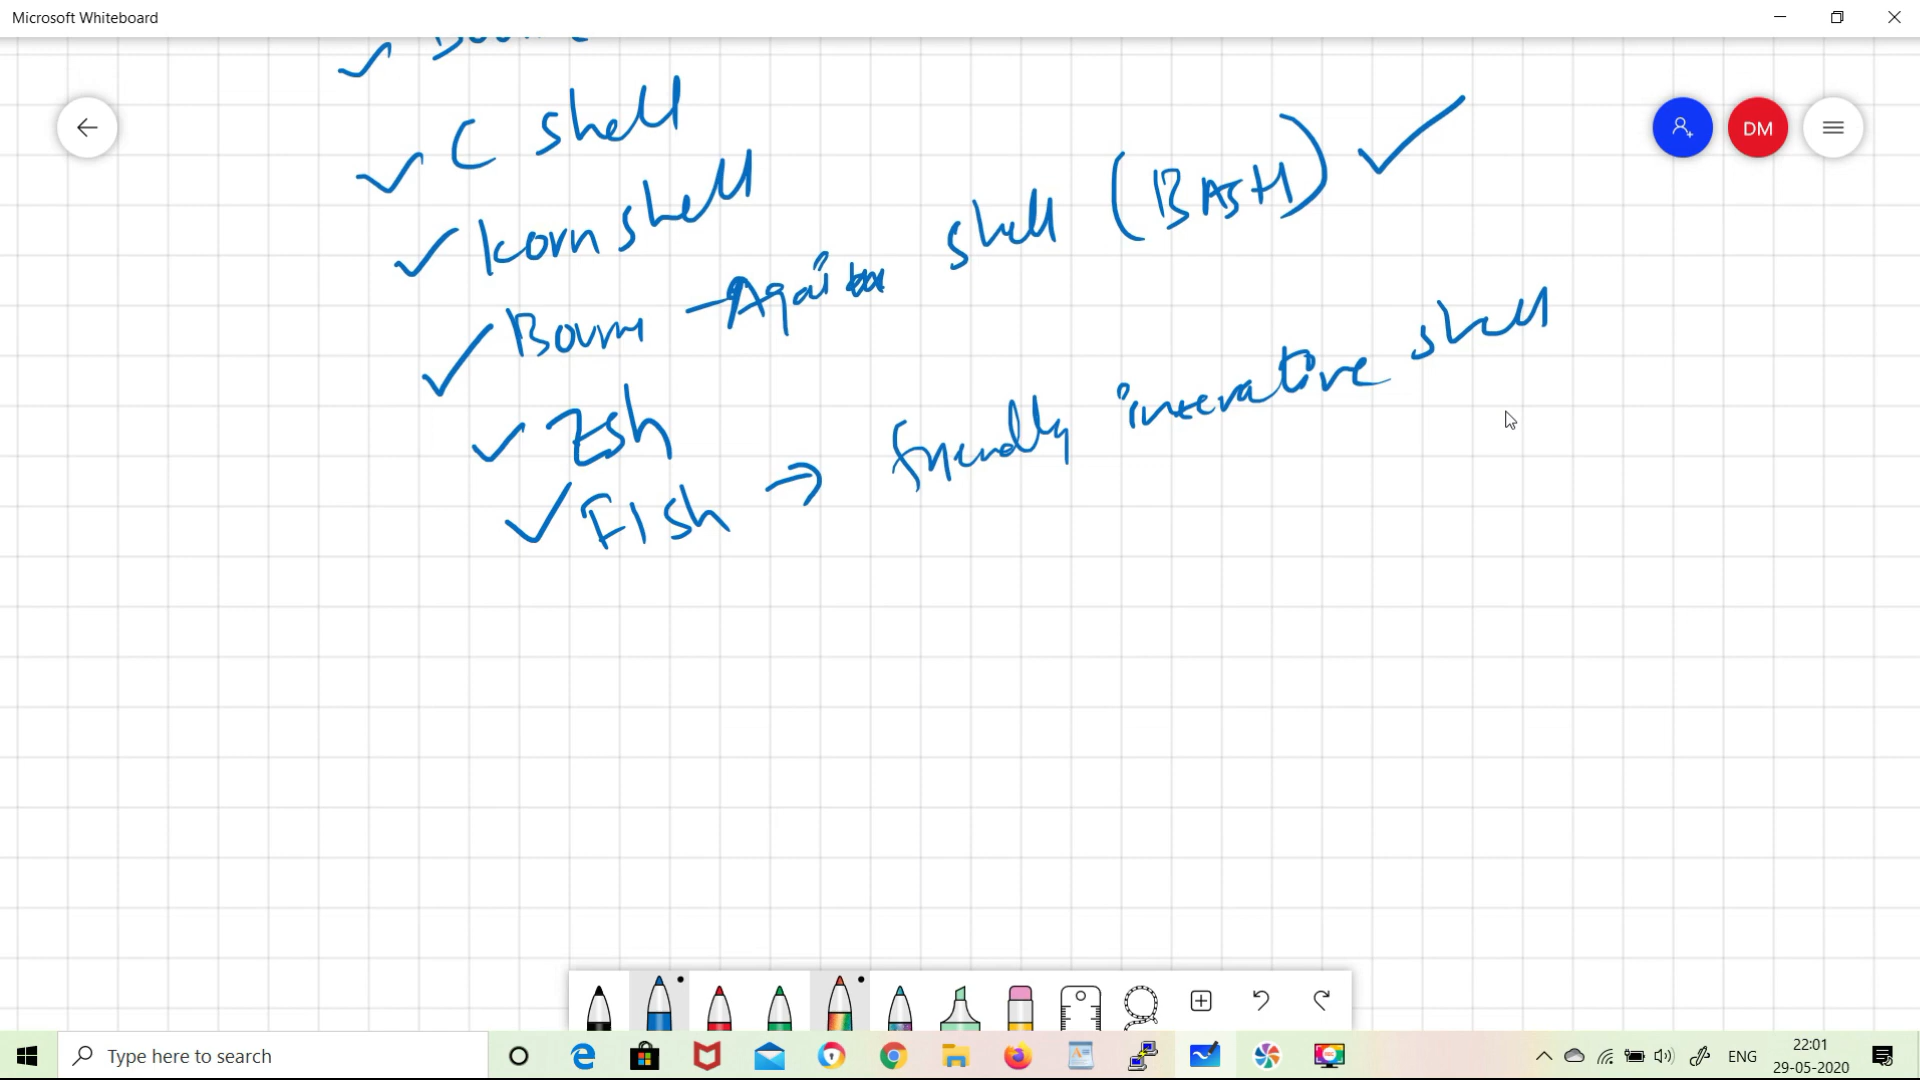 Microsoft Whiteboard
C shell
Korn shell
Bourn - Again shell (BASH)
Zsh
FIsh → friendly interative shell
DM
Type here to search
ENG
22:01
29-05-2020